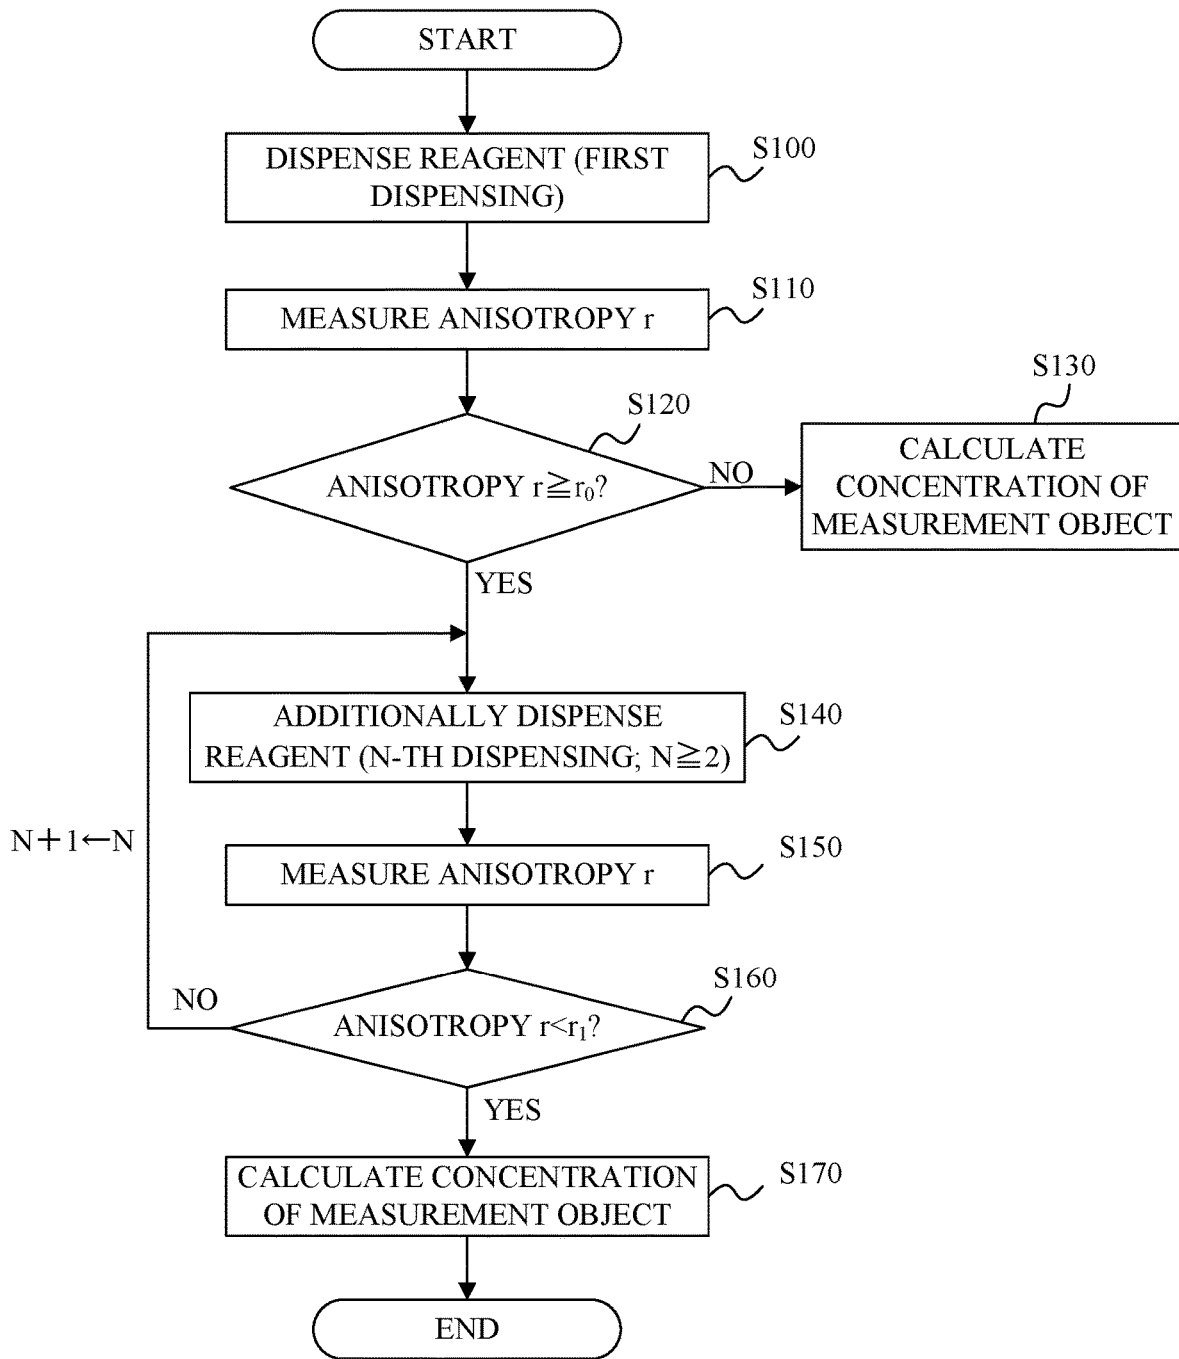 START
DISPENSE REAGENT (FIRST
DISPENSING)
S100
MEASURE ANISOTROPY r
S110
S120
ANISOTROPY r≧r₀?
NO
S130
CALCULATE
CONCENTRATION OF
MEASUREMENT OBJECT
YES
ADDITIONALLY DISPENSE
REAGENT (N-TH DISPENSING; N≧2)
S140
N+1←N
MEASURE ANISOTROPY r
S150
NO
S160
ANISOTROPY r<r₁?
YES
CALCULATE CONCENTRATION
OF MEASUREMENT OBJECT
S170
END